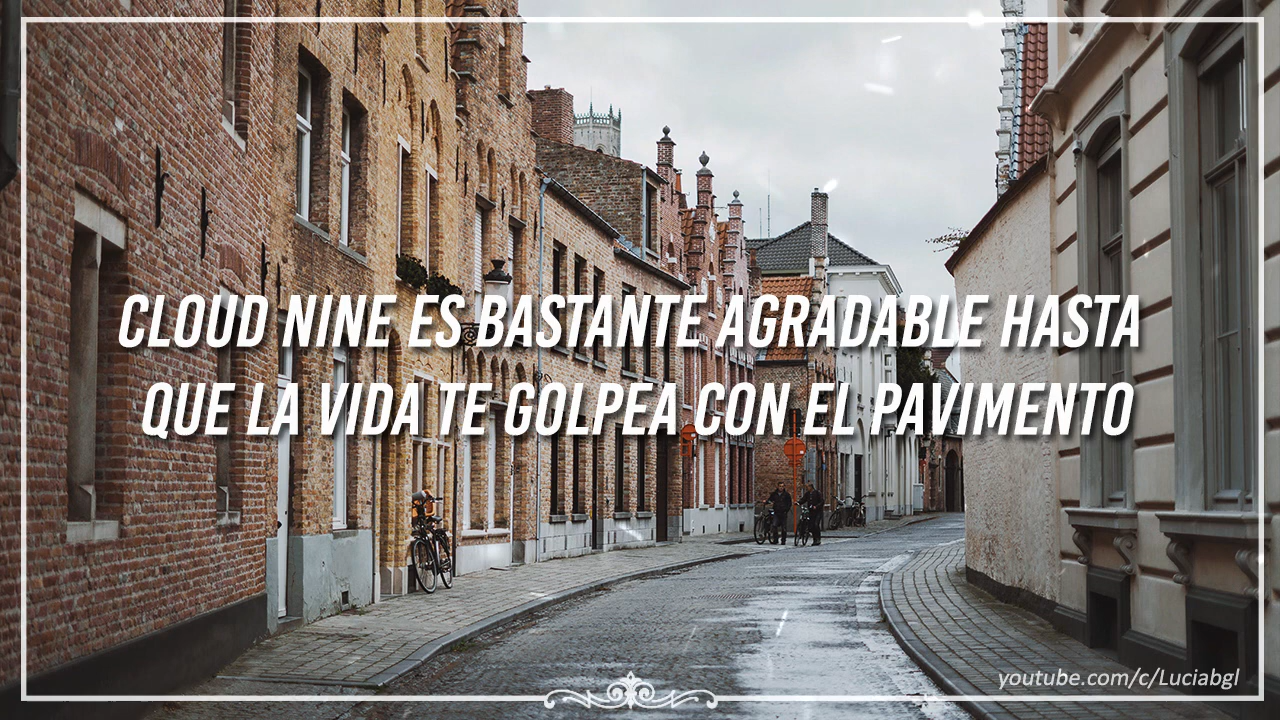 CLOUD NINE ES BASTANTE AGRADABLE HASTA
QUE LA VIDA TE GOLPEA CON EL PAVIMENTO
youtube.com/c/Luciabgl